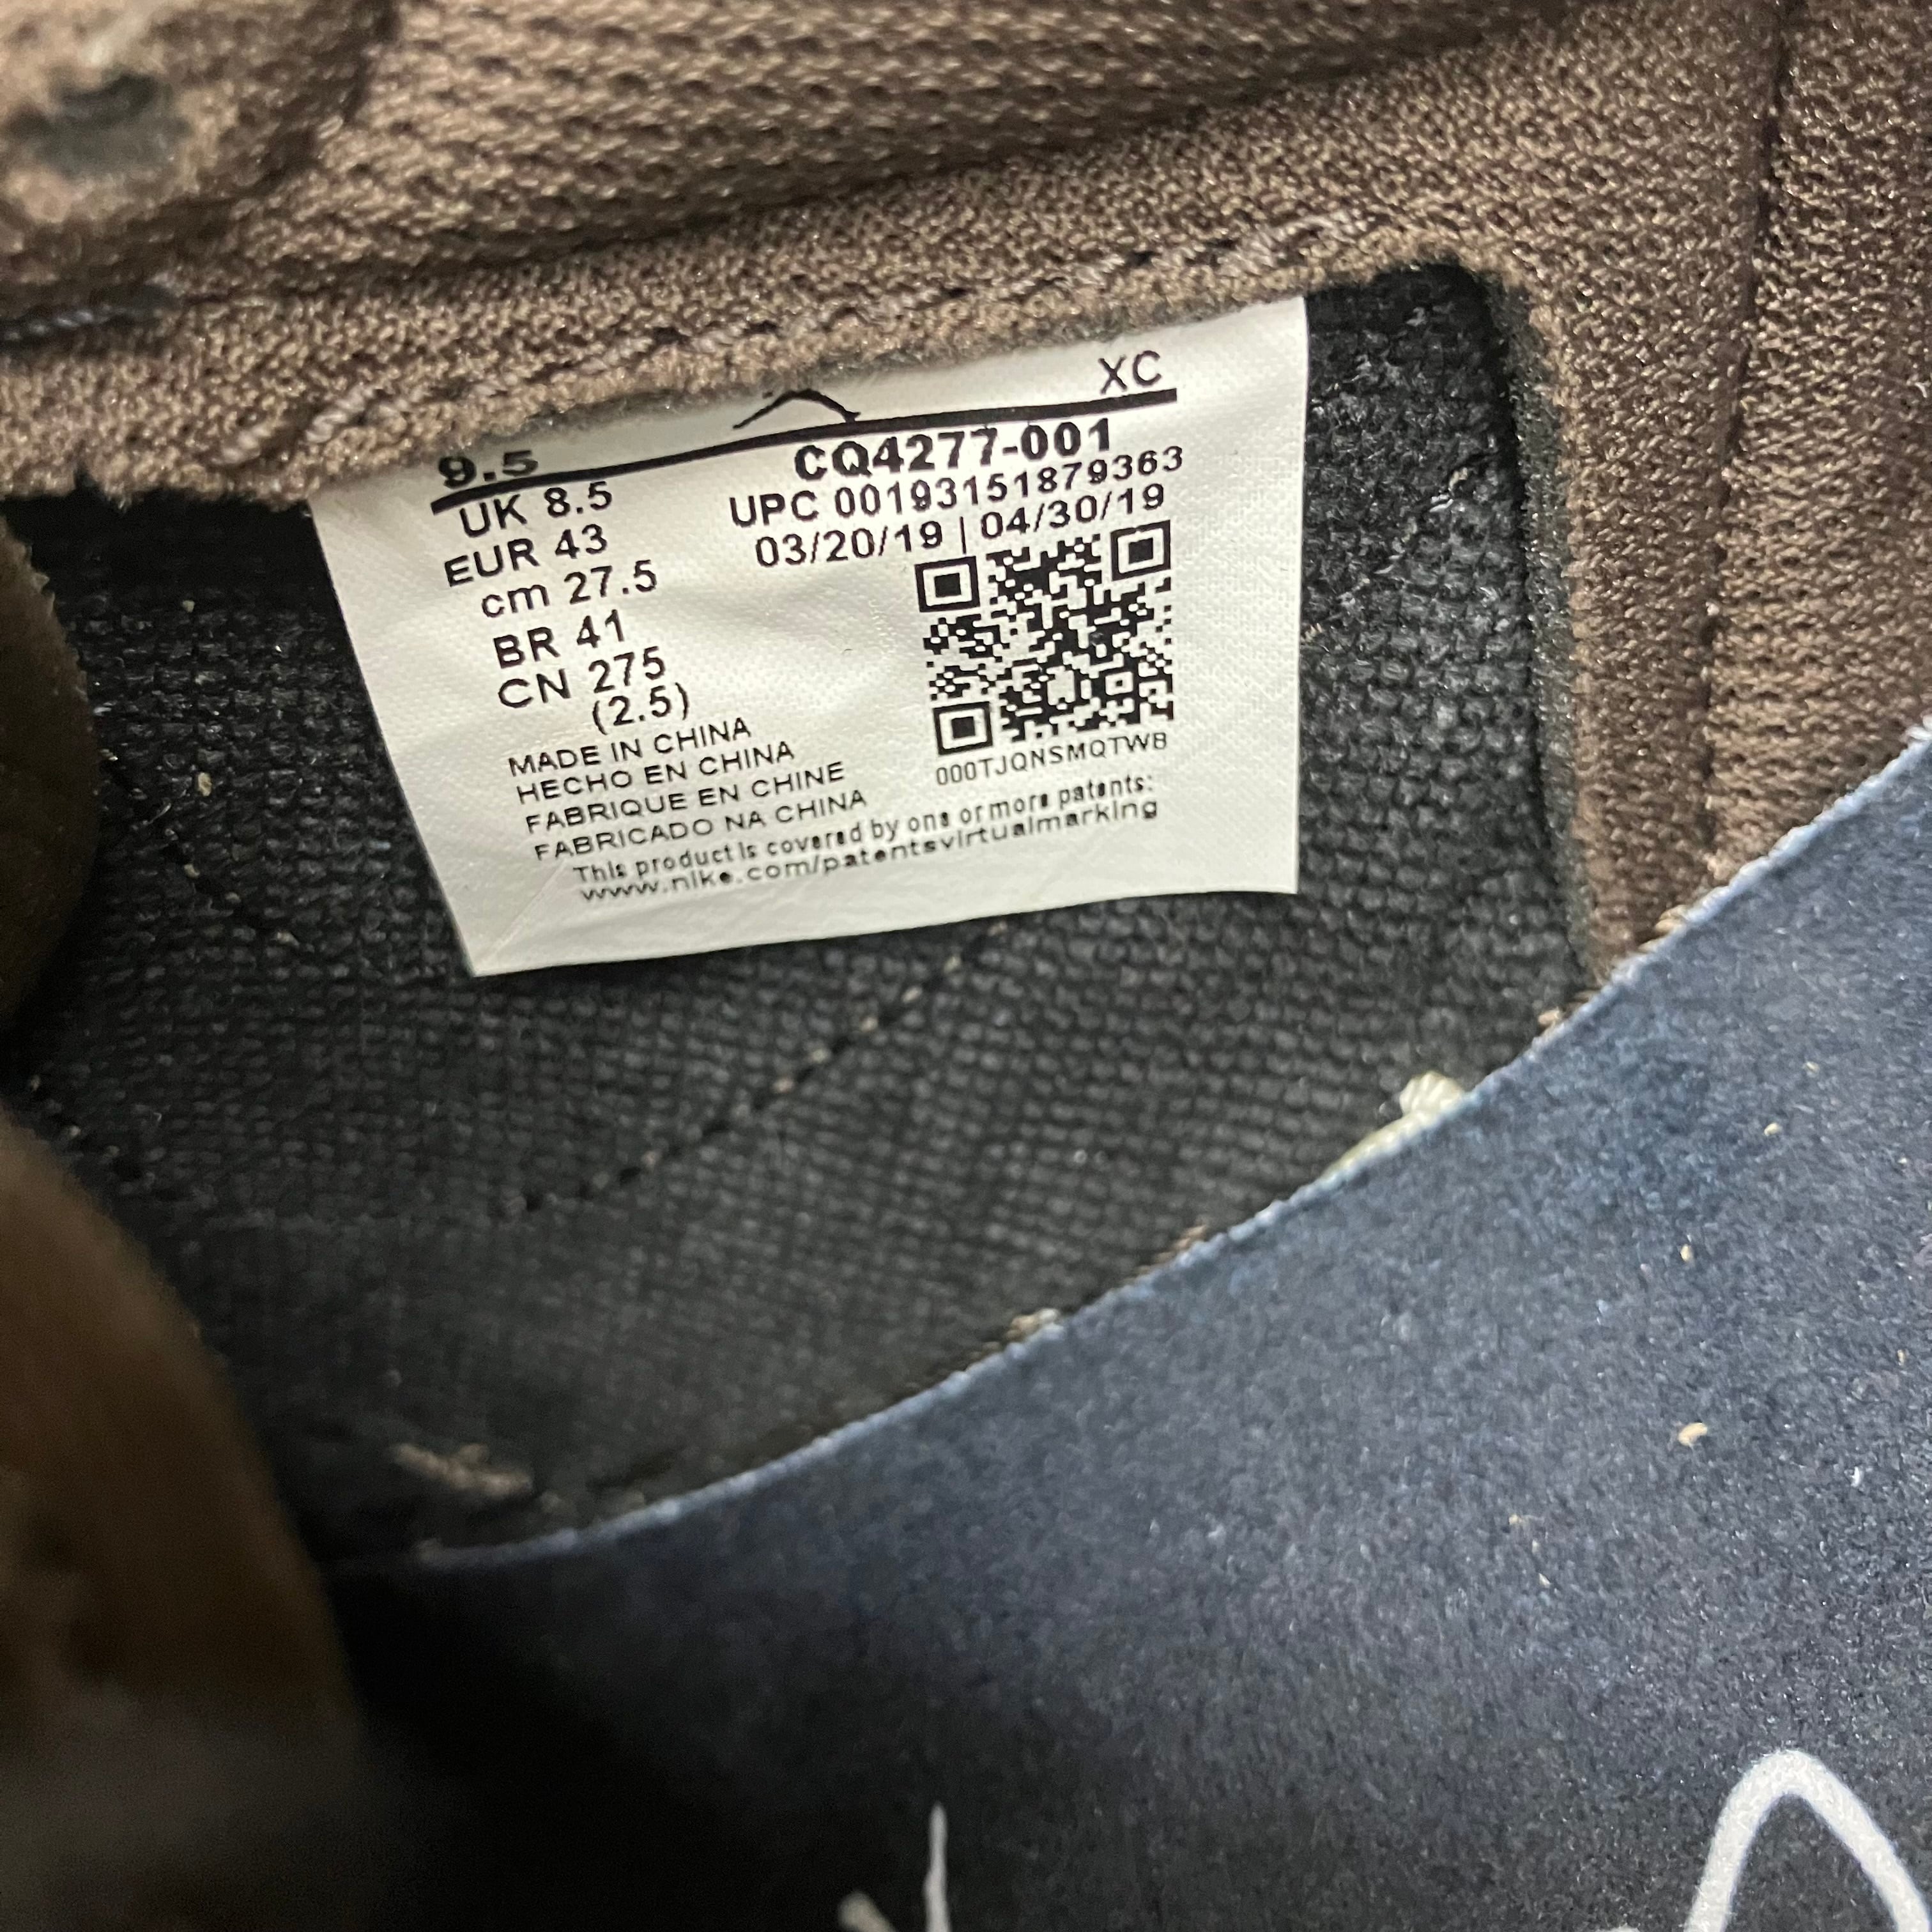 XC
9.5 CQ4277-001
UK 8.5 UPC 00193151879363
EUR 43 03/20/19 | 04/30/19
cm 27.5
BR 41
CN 275
(2.5)
MADE IN CHINA
HECHO EN CHINA
FABRIQUE EN CHINE
FABRICADO NA CHINA
000TJQNSMQTWB
This product is covered by one or more patents:
www.nike.com/patentsvirtualmarking